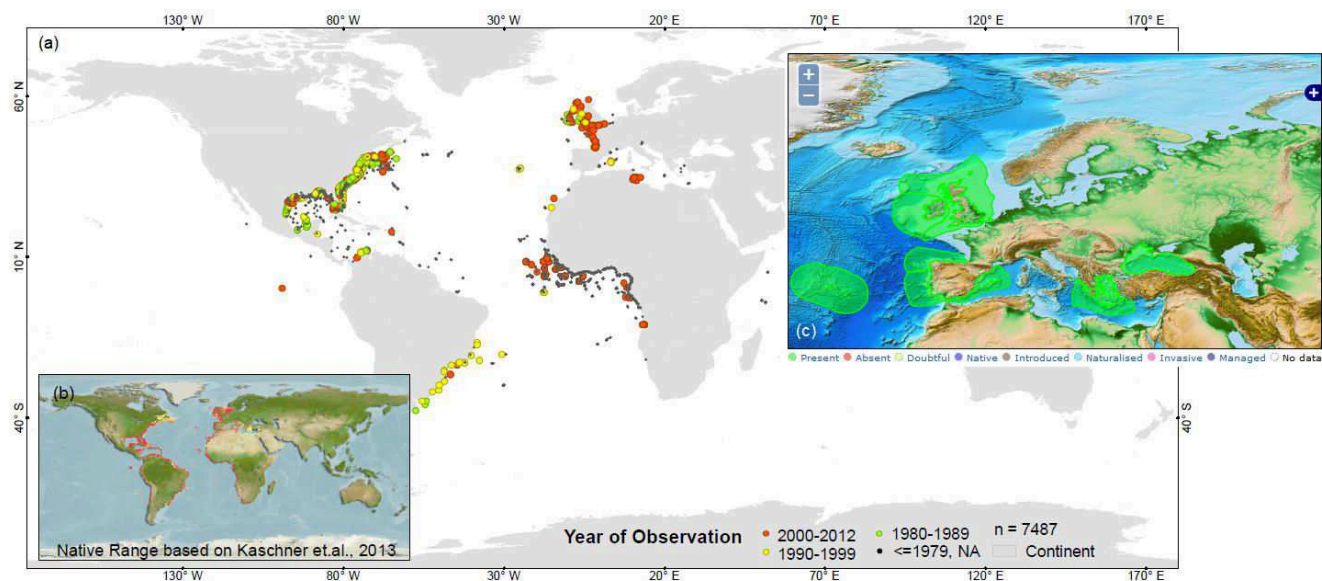 130° W 80° W 30° W 20° E 70° E 120° E 170° E
(a)
60° N
10° N
40° S
40° S
+
−
+
(c)
Present Absent Doubtful Native Introduced Naturalised Invasive Managed No data
(b)
Native Range based on Kaschner et.al., 2013
Year of Observation
2000-2012
1990-1999
1980-1989
<=1979, NA
n = 7487
Continent
130° W 80° W 30° W 20° E 70° E 120° E 170° E